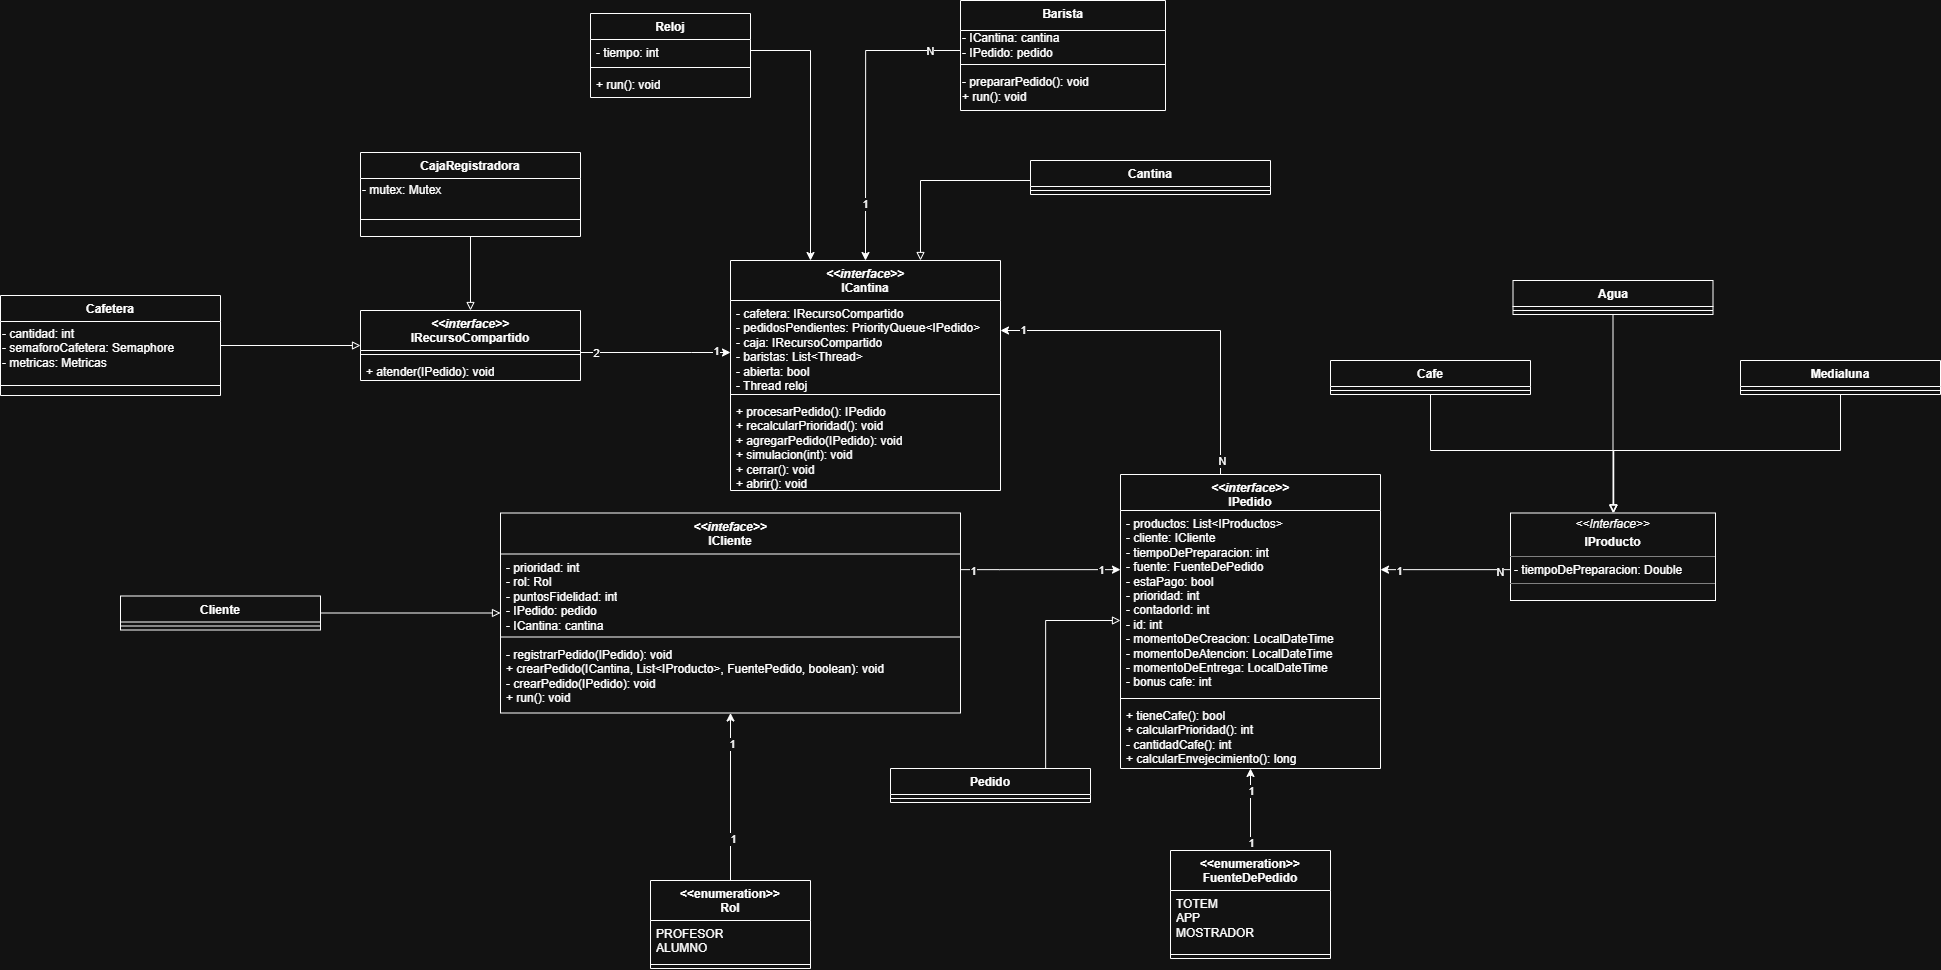 Reloj
- tiempo: int
+ run(): void
Barista
- ICantina: cantina
- IPedido: pedido
- prepararPedido(): void
+ run(): void
N
1
CajaRegistradora
- mutex: Mutex
Cantina
Cafetera
- cantidad: int
- semaforoCafetera: Semaphore
- metricas: Metricas
<<interface>>
IRecursoCompartido
+ atender(IPedido): void
2
1
<<interface>>
ICantina
- cafetera: IRecursoCompartido
- pedidosPendientes: PriorityQueue<IPedido>
- caja: IRecursoCompartido
- baristas: List<Thread>
- abierta: bool
- Thread reloj
+ procesarPedido(): IPedido
+ recalcularPrioridad(): void
+ agregarPedido(IPedido): void
+ simulacion(int): void
+ cerrar(): void
+ abrir(): void
1
N
Agua
Cafe
Medialuna
<<inteface>>
ICliente
- prioridad: int
- rol: Rol
- puntosFidelidad: int
- IPedido: pedido
- ICantina: cantina
- registrarPedido(IPedido): void
+ crearPedido(ICantina, List<IProducto>, FuentePedido, boolean): void
- crearPedido(IPedido): void
+ run(): void
1
1
<<interface>>
IPedido
- productos: List<IProductos>
- cliente: ICliente
- tiempoDePreparacion: int
- fuente: FuenteDePedido
- estaPago: bool
- prioridad: int
- contadorId: int
- id: int
- momentoDeCreacion: LocalDateTime
- momentoDeAtencion: LocalDateTime
- momentoDeEntrega: LocalDateTime
- bonus cafe: int
+ tieneCafe(): bool
+ calcularPrioridad(): int
- cantidadCafe(): int
+ calcularEnvejecimiento(): long
1
N
<<Interface>>
IProducto
- tiempoDePreparacion: Double
Cliente
Pedido
1
1
<<enumeration>>
Rol
PROFESOR
ALUMNO
1
1
<<enumeration>>
FuenteDePedido
TOTEM
APP
MOSTRADOR